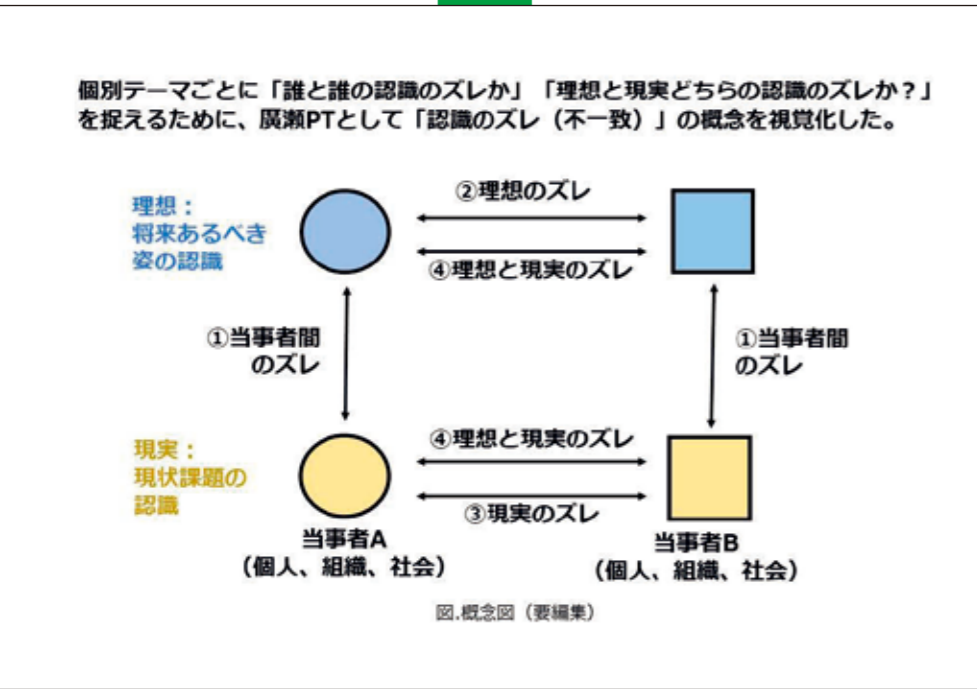 個別テーマごとに「誰と誰の認識のズレか」「理想と現実どちらの認識のズレか？」
を捉えるために、廣瀬PTとして「認識のズレ（不一致）」の概念を視覚化した。
理想：
将来あるべき
姿の認識
②理想のズレ
④理想と現実のズレ
①当事者間
のズレ
①当事者間
のズレ
現実：
現状課題の
認識
④理想と現実のズレ
③現実のズレ
当事者A
（個人、組織、社会）
当事者B
（個人、組織、社会）
図.概念図（要編集）